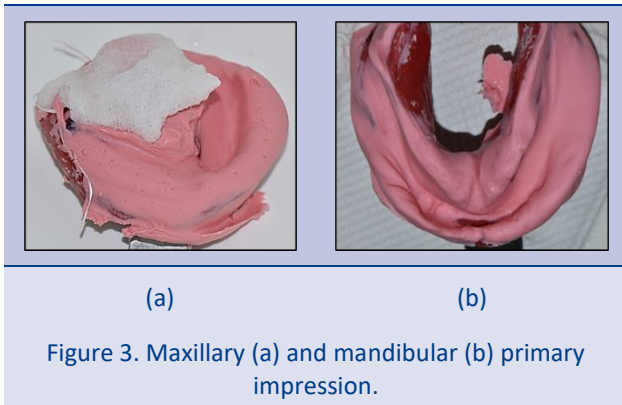 (a)
(b)
Figure 3. Maxillary (a) and mandibular (b) primary
impression.